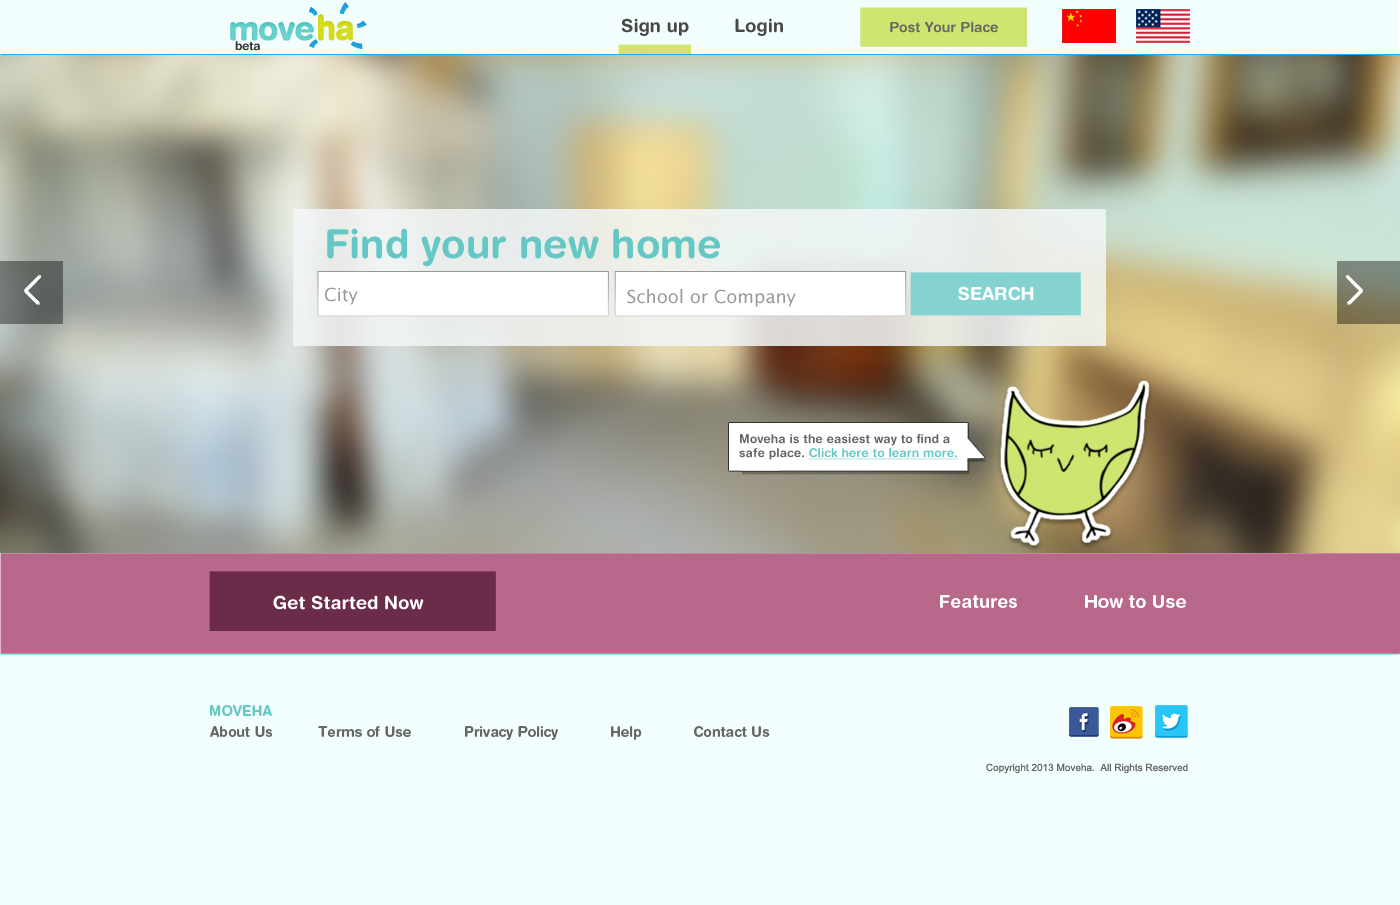 moveha
beta
Sign up
Login
Post Your Place
Find your new home
City
School or Company
SEARCH
Moveha is the easiest way to find a
safe place. Click here to learn more.
Get Started Now
Features
How to Use
MOVEHA
About Us
Terms of Use
Privacy Policy
Help
Contact Us
Copyright 2013 Moveha. All Rights Reserved